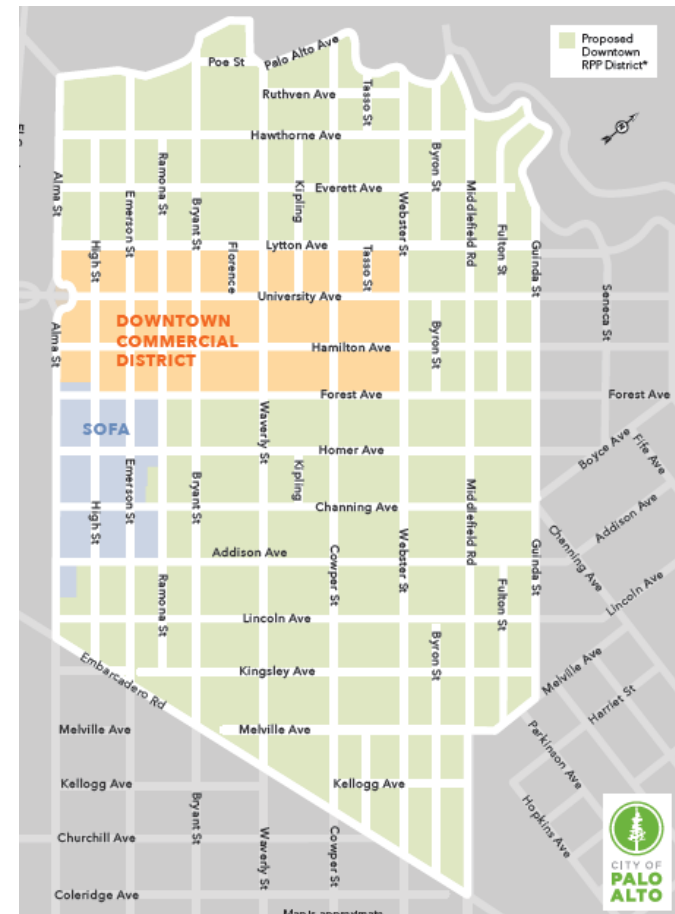 Proposed
Downtown
RPP District*
N
Poe St
Palo Alto Ave
Ruthven Ave
Tasso St
Hawthorne Ave
Ramona St
Byron St
Alma St
Emerson St
Bryant St
Kipling
Everett Ave
Webster St
Middlefield Rd
Fulton St
High St
Florence
Lytton Ave
Tasso St
Guinda St
Seneca St
University Ave
DOWNTOWN
COMMERCIAL
DISTRICT
Alma St
Byron St
Hamilton Ave
Forest Ave
Forest Ave
SOFA
Waverly St
Homer Ave
Boyce Ave
Fife Ave
Emerson St
Bryant St
Kipling
High St
Channing Ave
Middlefield Rd
Addison Ave
Channing Ave
Addison Ave
Cowper St
Webster St
Guinda St
Lincoln Ave
Ramona St
Fulton St
Lincoln Ave
Byron St
Embarcadero Rd
Kingsley Ave
Melville Ave
Harriet St
Melville Ave
Melville Ave
Parkinson Ave
Kellogg Ave
Kellogg Ave
Hopkins Ave
Bryant St
Waverly St
Cowper St
Churchill Ave
Coleridge Ave
Map is approximate
CITY OF
PALO
ALTO